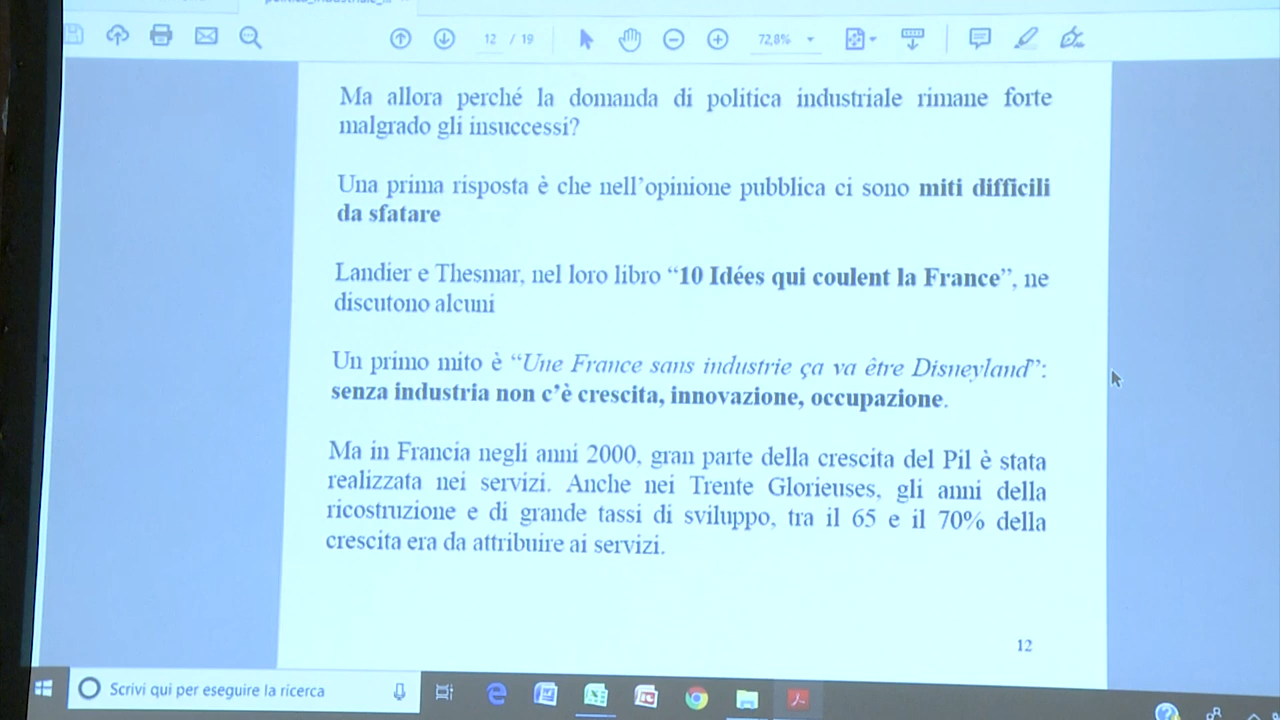 12 / 19
72,8%
Ma allora perché la domanda di politica industriale rimane forte
malgrado gli insuccessi?
Una prima risposta è che nell'opinione pubblica ci sono miti difficili
da sfatare
Landier e Thesmar, nel loro libro “10 Idées qui coulent la France”, ne
discutono alcuni
Un primo mito è “Une France sans industrie ça va être Disneyland”:
senza industria non c'è crescita, innovazione, occupazione.
Ma in Francia negli anni 2000, gran parte della crescita del Pil è stata
realizzata nei servizi. Anche nei Trente Glorieuses, gli anni della
ricostruzione e di grande tassi di sviluppo, tra il 65 e il 70% della
crescita era da attribuire ai servizi.
12
Scrivi qui per eseguire la ricerca